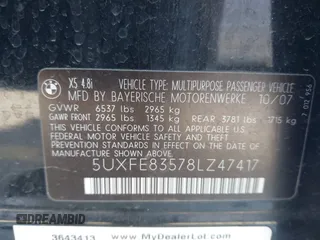 BMW
X5 4.8i
VEHICLE TYPE: MULTIPURPOSE PASSENGER VEHICLE
MFD BY BAYERISCHE MOTORENWERKE 10/07
GVWR 6537 lbs 2965 kg
GAWR FRONT 2965 lbs 1345 kg REAR 3781 lbs 1715 kg
THIS VEHICLE CONFORMS TO ALL APPLICABLE
FEDERAL MOTOR VEHICLE SAFETY AND THEFT
PREVENTION STANDARDS IN EFFECT ON THE DATE
OF MANUFACTURE SHOWN ABOVE.
5UXFE83578LZ47417
DREAMBID
3643413
www.
MyDealerLot
.com